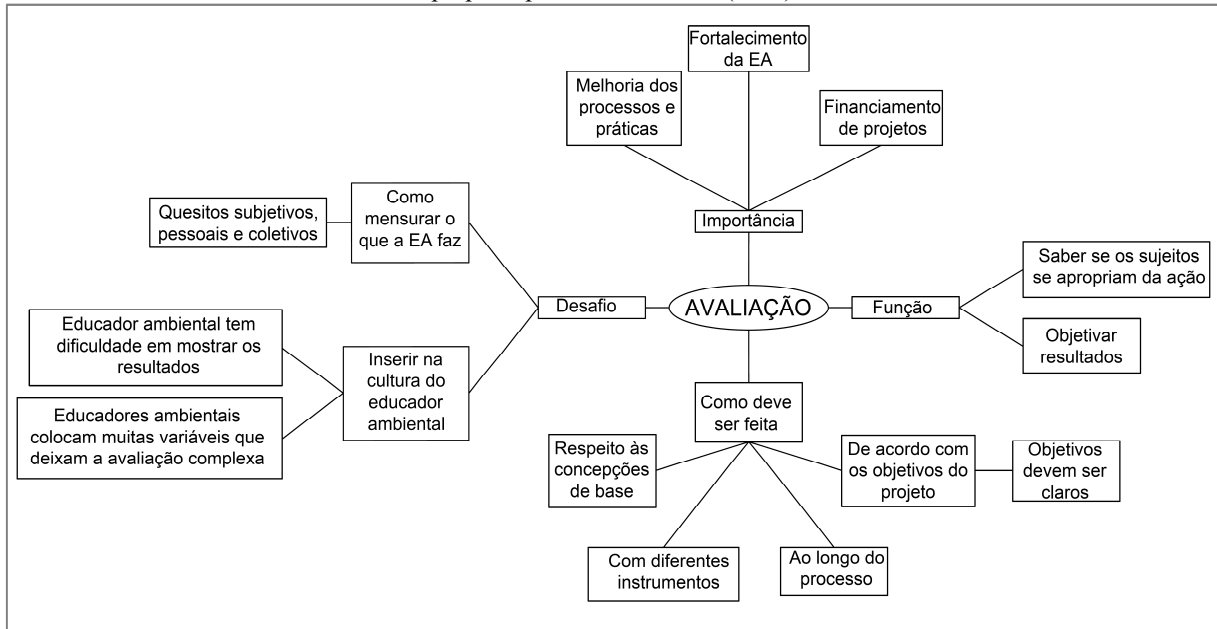 Fortalecimento
da EA
Melhoria dos
processos e
práticas
Financiamento
de projetos
Importância
Como
mensurar o
que a EA faz
Quesitos subjetivos,
pessoais e coletivos
Saber se os sujeitos
se apropriam da ação
Desafio
AVALIAÇÃO
Função
Educador ambiental tem
dificuldade em mostrar os
resultados
Objetivar
resultados
Inserir na
cultura do
educador
ambiental
Educadores ambientais
colocam muitas variáveis que
deixam a avaliação complexa
Como deve
ser feita
Respeito às
concepções
de base
De acordo com
os objetivos do
projeto
Objetivos
devem ser
claros
Com diferentes
instrumentos
Ao longo do
processo